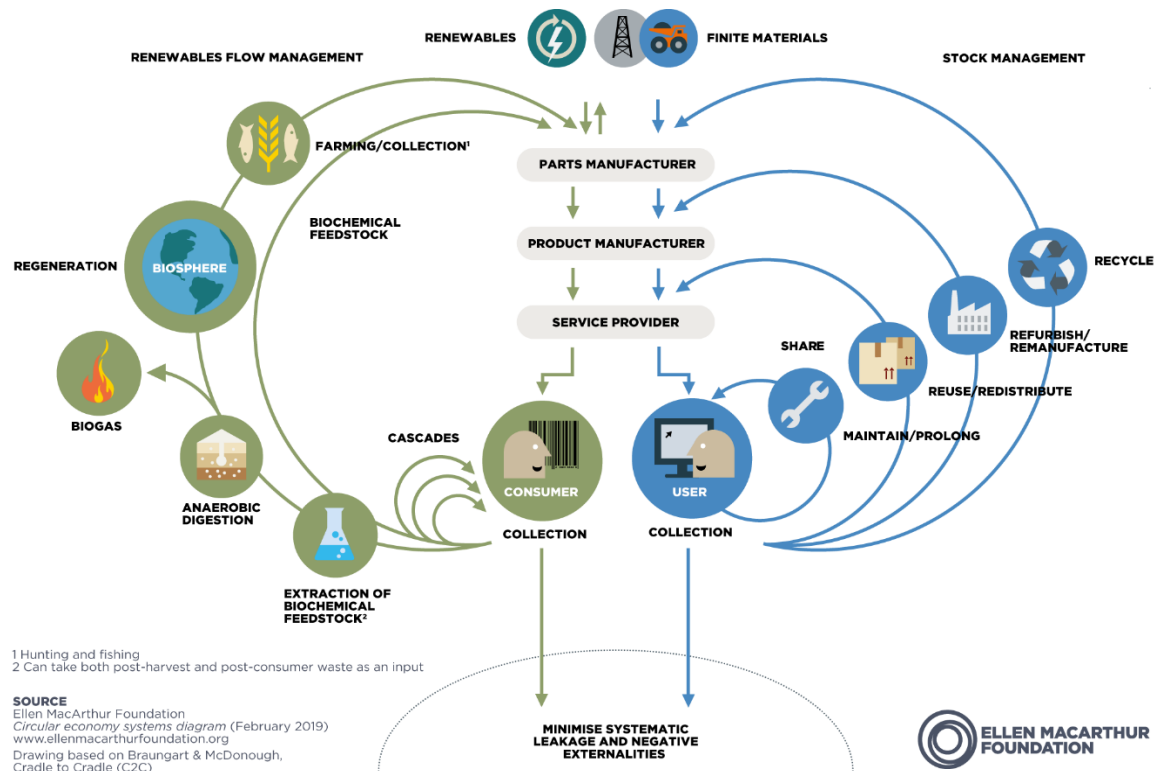 RENEWABLES
FINITE MATERIALS
RENEWABLES FLOW MANAGEMENT
STOCK MANAGEMENT
FARMING/COLLECTION¹
PARTS MANUFACTURER
BIOCHEMICAL
FEEDSTOCK
PRODUCT MANUFACTURER
REGENERATION
BIOSPHERE
RECYCLE
SERVICE PROVIDER
REFURBISH/
REMANUFACTURE
SHARE
REUSE/REDISTRIBUTE
BIOGAS
CASCADES
MAINTAIN/PROLONG
CONSUMER
USER
ANAEROBIC
DIGESTION
COLLECTION
COLLECTION
EXTRACTION OF
BIOCHEMICAL
FEEDSTOCK²
1 Hunting and fishing
2 Can take both post-harvest and post-consumer waste as an input
SOURCE
Ellen MacArthur Foundation
Circular economy systems diagram (February 2019)
www.ellenmacarthurfoundation.org
Drawing based on Braungart & McDonough,
Cradle to Cradle (C2C)
MINIMISE SYSTEMATIC
LEAKAGE AND NEGATIVE
EXTERNALITIES
ELLEN MACARTHUR
FOUNDATION